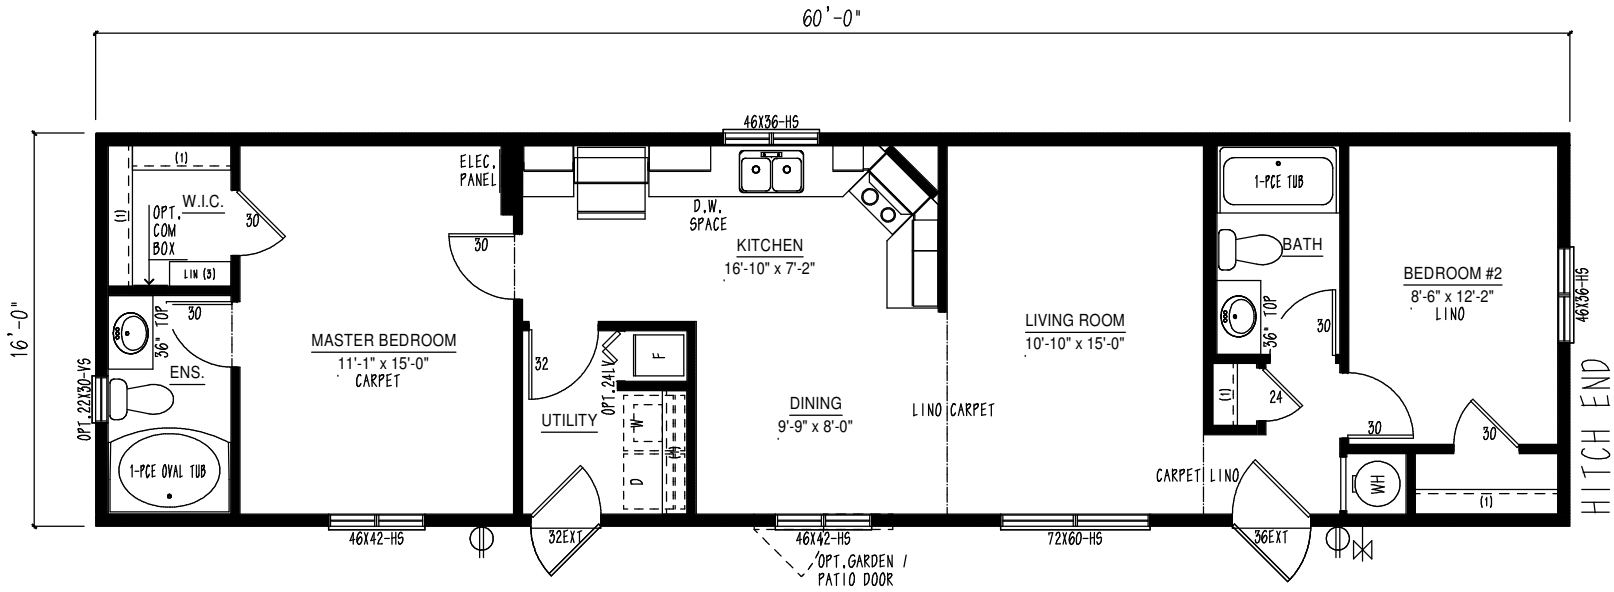 60'-0"
16'-0"
46X36-HS
(1)
(1)
W.I.C.
OPT.
COM
BOX
LIN (3)
30
ELEC.
PANEL
30
D.W.
SPACE
KITCHEN
16'-10" x 7'-2"
1-PCE TUB
BATH
36" TOP
30
BEDROOM #2
8'-6" x 12'-2"
LINO
46X36-HS
HITCH END
30
36" TOP
ENS.
OPT.22X30-VS
1-PCE OVAL TUB
MASTER BEDROOM
11'-1" x 15'-0"
CARPET
32
OPT.24LV
F
UTILITY
W
D
(1)
DINING
9'-9" x 8'-0"
LINO CARPET
LIVING ROOM
10'-10" x 15'-0"
(1)
24
30
30
CARPET LINO
WH
(1)
46X42-HS
32EXT
46X42-HS
OPT.GARDEN /
PATIO DOOR
72X60-HS
36EXT